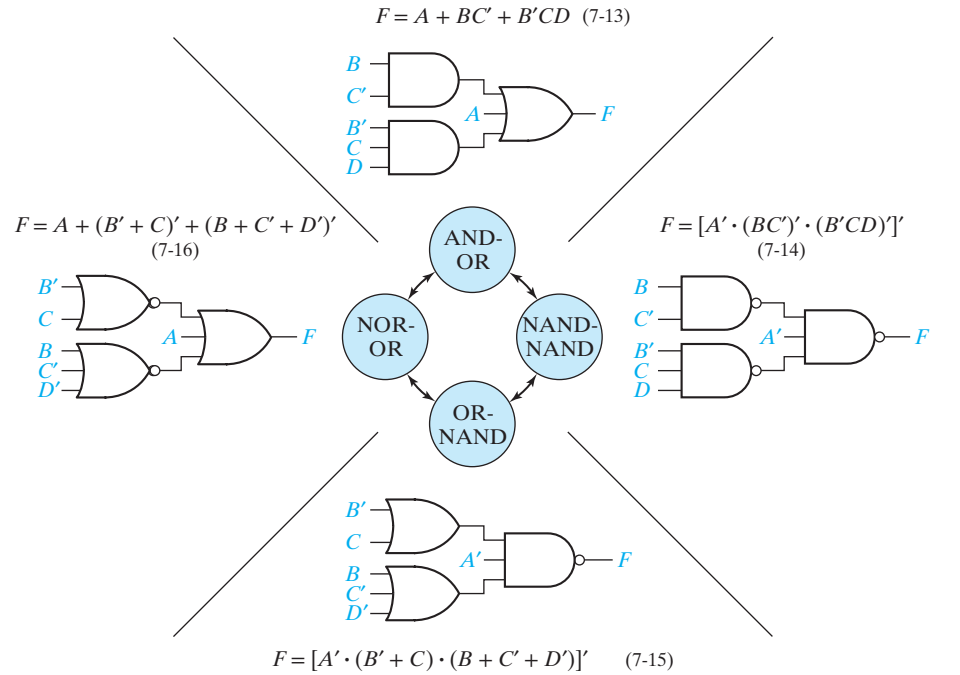 F = A + BC′ + B′CD (7-13)
B
C′
A
F
B′
C
D
F = A + (B′ + C)′ + (B + C′ + D′)′
(7-16)
B′
C
A
F
B
C′
D′
AND-
OR
NOR-
OR
NAND-
NAND
OR-
NAND
F = [A′ · (BC′)′ · (B′CD)′]′
(7-14)
B
C′
A′
F
B′
C
D
B′
C
A′
F
B
C′
D′
F = [A′ · (B′ + C) · (B + C′ + D′)]′ (7-15)